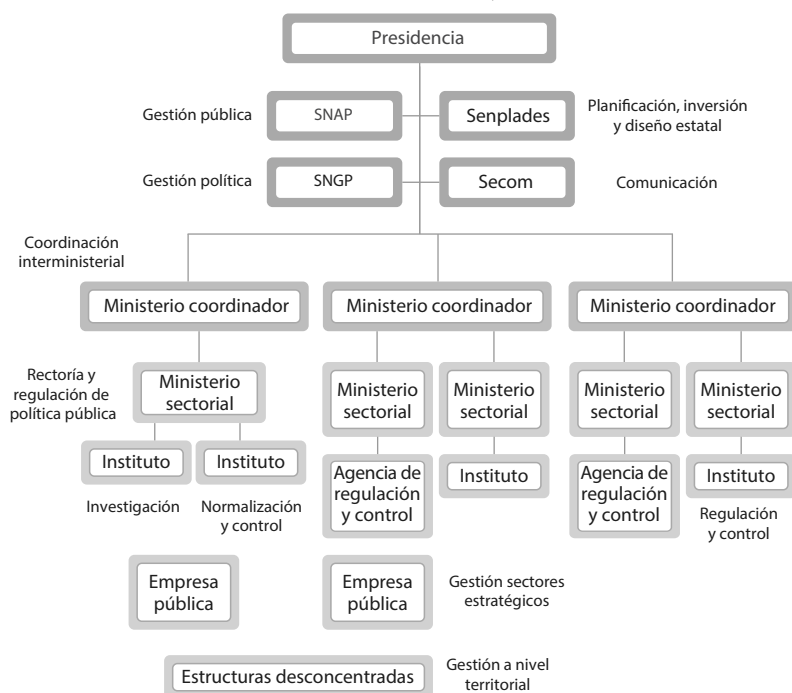 Presidencia
Gestión pública
SNAP
Senplades
Planificación, inversión
y diseño estatal
Gestión política
SNGP
Secom
Comunicación
Coordinación
interministerial
Ministerio coordinador
Ministerio coordinador
Ministerio coordinador
Rectoría y
regulación de
política pública
Ministerio
sectorial
Ministerio
sectorial
Ministerio
sectorial
Ministerio
sectorial
Ministerio
sectorial
Instituto
Instituto
Agencia de
regulación
y control
Instituto
Agencia de
regulación
y control
Instituto
Investigación
Normalización
y control
Regulación
y control
Empresa
pública
Empresa
pública
Gestión sectores
estratégicos
Estructuras desconcentradas
Gestión a nivel
territorial